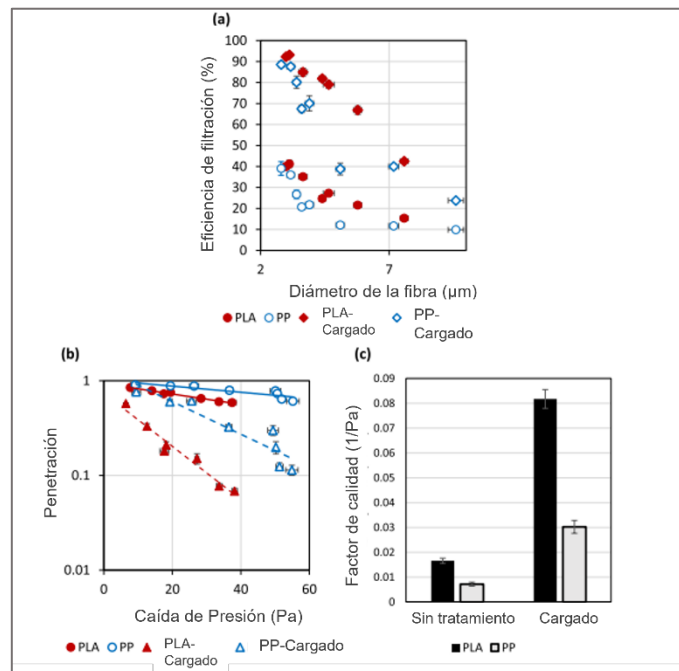 (a)
Eficiencia de filtración (%)
100
90
80
70
60
50
40
30
20
10
0
2 7
Diámetro de la fibra (µm)
PLA PP PLA-Cargado PP-Cargado
(b)
Penetración
1
0.1
0.01
0 20 40 60
Caída de Presión (Pa)
PLA PP PLA-Cargado PP-Cargado
(c)
Factor de calidad (1/Pa)
0.09
0.08
0.07
0.06
0.05
0.04
0.03
0.02
0.01
0
Sin tratamiento Cargado
PLA PP